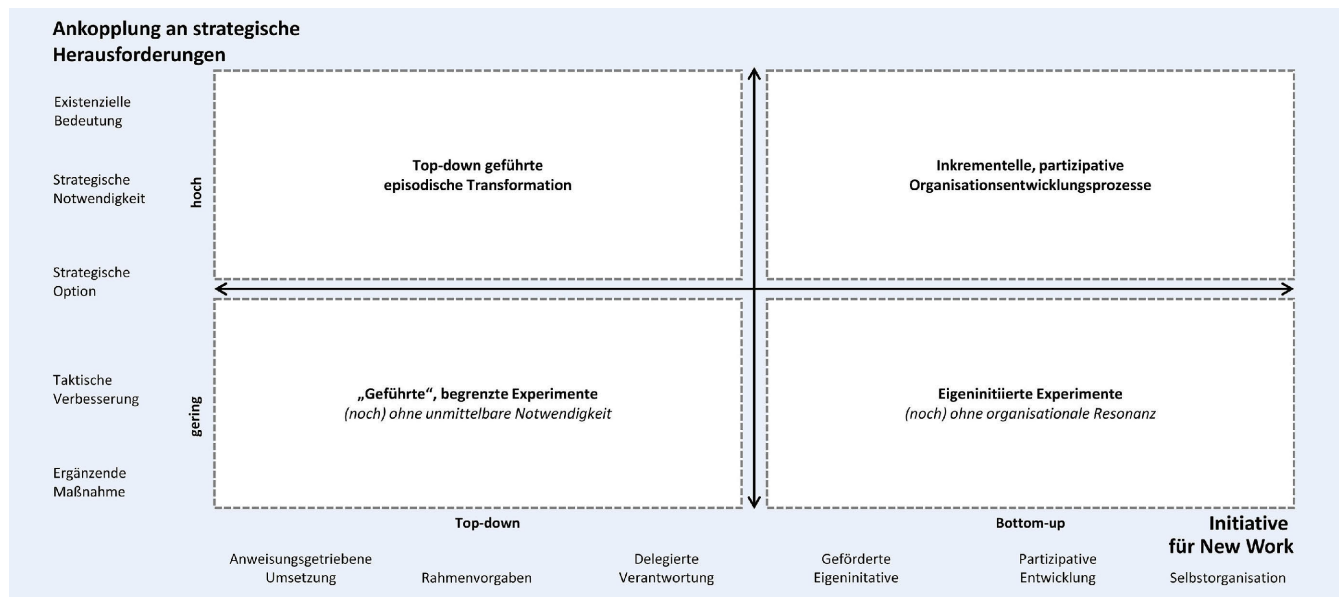 Ankopplung an strategische
Herausforderungen
Existenzielle
Bedeutung
Strategische
Notwendigkeit
Strategische
Option
Taktische
Verbesserung
Ergänzende
Maßnahme
hoch
gering
Top-down geführte
episodische Transformation
Inkrementelle, partizipative
Organisationsentwicklungsprozesse
„Geführte“, begrenzte Experimente
(noch) ohne unmittelbare Notwendigkeit
Eigeninitiierte Experimente
(noch) ohne organisationale Resonanz
Top-down
Bottom-up
Initiative
für New Work
Anweisungsgetriebene
Umsetzung
Rahmenvorgaben
Delegierte
Verantwortung
Geförderte
Eigeninitative
Partizipative
Entwicklung
Selbstorganisation